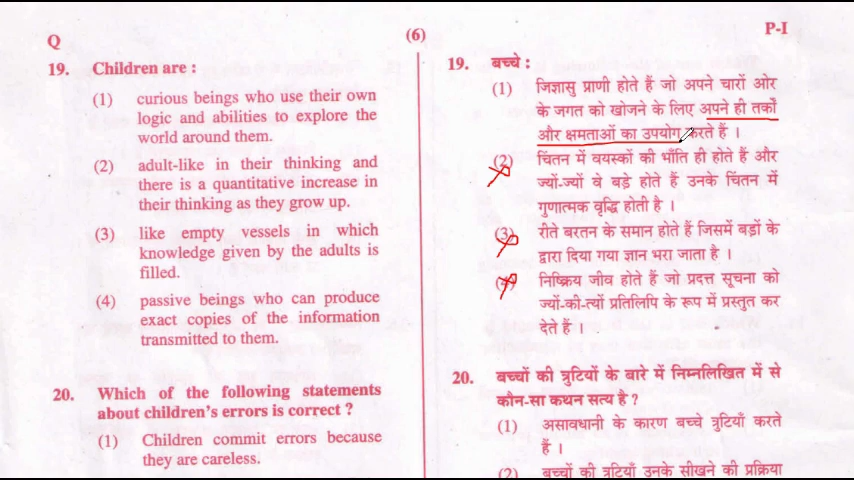 Q
(6)
P-I
19. Children are :
(1) curious beings who use their own
logic and abilities to explore the
world around them.
(2) adult-like in their thinking and
there is a quantitative increase in
their thinking as they grow up.
(3) like empty vessels in which
knowledge given by the adults is
filled.
(4) passive beings who can produce
exact copies of the information
transmitted to them.
20. Which of the following statements
about children's errors is correct ?
(1) Children commit errors because
they are careless.
19. बच्चे :
(1) जिज्ञासु प्राणी होते हैं जो अपने चारों ओर
के जगत को खोजने के लिए अपने ही तर्कों
और क्षमताओं का उपयोग करते हैं ।
(2) चिंतन में वयस्कों की भाँति ही होते हैं और
ज्यों-ज्यों वे बड़े होते हैं उनके चिंतन में
गुणात्मक वृद्धि होती है ।
(3) रीते बरतन के समान होते हैं जिसमें बड़ों के
द्वारा दिया गया ज्ञान भरा जाता है ।
(4) निष्क्रिय जीव होते हैं जो प्रदत्त सूचना को
ज्यों-की-त्यों प्रतिलिपि के रूप में प्रस्तुत कर
देते हैं ।
20. बच्चों की त्रुटियों के बारे में निम्नलिखित में से
कौन-सा कथन सत्य है ?
(1) असावधानी के कारण बच्चे त्रुटियाँ करते
हैं ।
(2) बच्चों की त्रुटियाँ उनके सीखने की प्रक्रिया